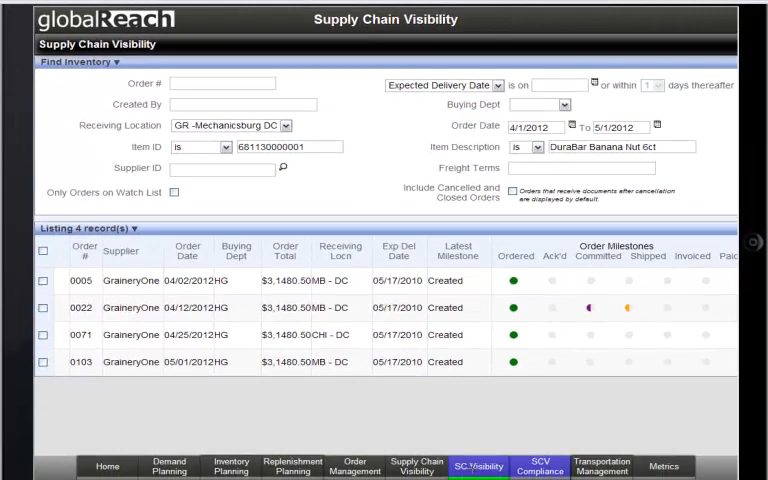 globalReach
Supply Chain Visibility
Supply Chain Visibility
Find Inventory ▼
Order #
Expected Delivery Date is on or within 1 days thereafter
Created By
Buying Dept
Receiving Location GR -Mechanicsburg DC
Order Date 4/1/2012 To 5/1/2012
Item ID is 681130000001
Item Description is DuraBar Banana Nut 6ct
Supplier ID
Freight Terms
Only Orders on Watch List
Include Cancelled and
Closed Orders
Orders that receive documents after cancellation
are displayed by default.
Listing 4 record(s) ▼
Order # Supplier Order Date Buying Dept Order Total Receiving Locn Exp Del Date Latest Milestone Order Milestones
Ordered Ack'd Committed Shipped Invoiced Paid
0005 GraineryOne 04/02/2012 HG $3,1480.50 MB - DC 05/17/2010 Created
0022 GraineryOne 04/12/2012 HG $3,1480.50 MB - DC 05/17/2010 Created
0071 GraineryOne 04/25/2012 HG $3,1480.50 CHI - DC 05/17/2010 Created
0103 GraineryOne 05/01/2012 HG $3,1480.50 MB - DC 05/17/2010 Created
Home
Demand
Planning
Inventory
Planning
Replenishment
Planning
Order
Management
Supply Chain
Visibility
SC Visibility
SCV
Compliance
Transportation
Management
Metrics